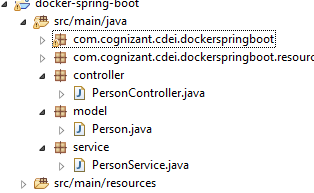 docker-spring-boot
src/main/java
com.cognizant.cdei.dockerspringboot
com.cognizant.cdei.dockerspringboot.resour
controller
PersonController.java
model
Person.java
service
PersonService.java
src/main/resources